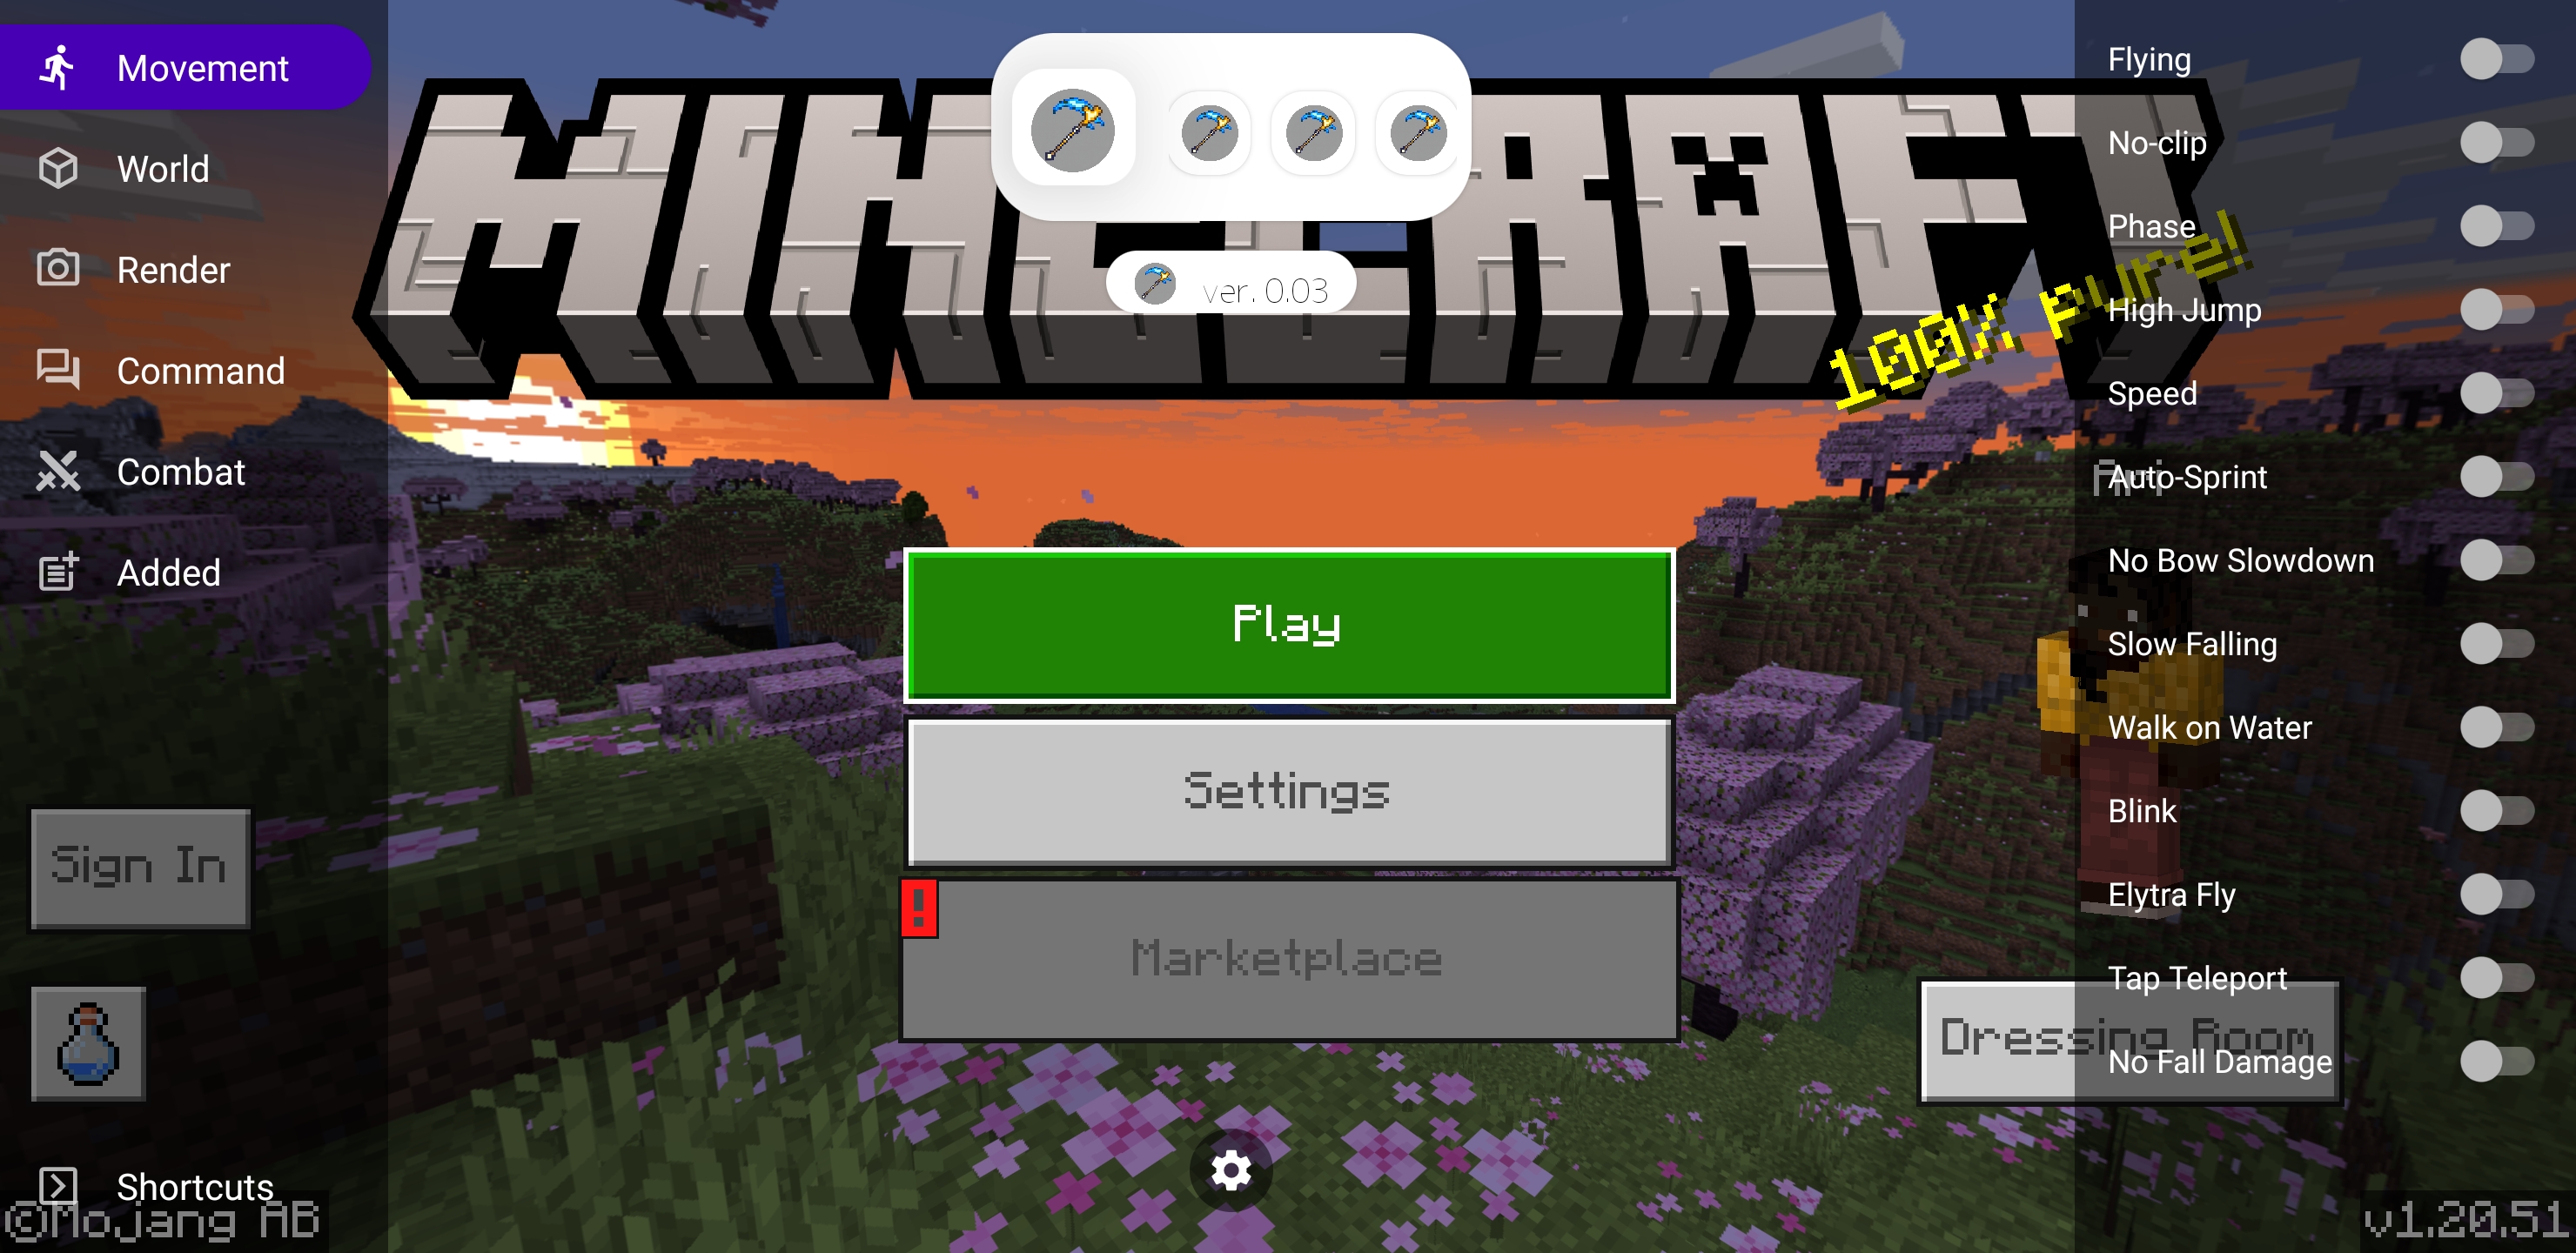 Movement
World
Render
Command
Combat
Added
Sign In
Shortcuts
©Mojang AB
MINECRAFT
ver. 0.03
100% pure!
Play
Settings
!
Marketplace
Flying
No-clip
Phase
High Jump
Speed
Auto-Sprint
No Bow Slowdown
Slow Falling
Walk on Water
Blink
Elytra Fly
Tap Teleport
Dressing Room
No Fall Damage
v1.20.51